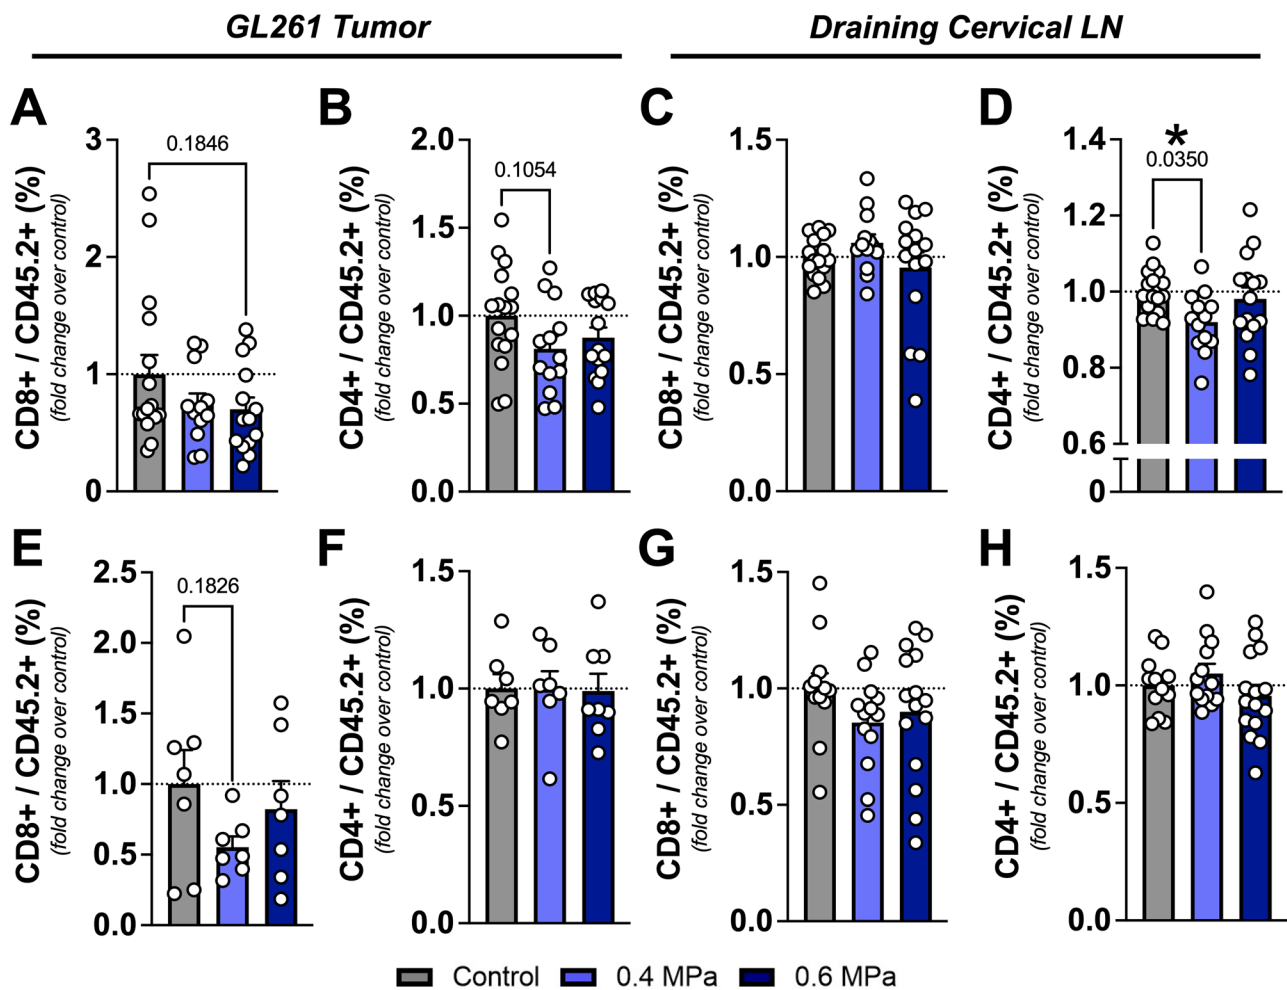 GL261 Tumor
Draining Cervical LN
A
CD8+ / CD45.2+ (%)
(fold change over control)
3
2
1
0
0.1846
B
CD4+ / CD45.2+ (%)
(fold change over control)
2.0
1.5
1.0
0.5
0.0
0.1054
C
CD8+ / CD45.2+ (%)
(fold change over control)
1.5
1.0
0.5
0.0
D
CD4+ / CD45.2+ (%)
(fold change over control)
1.4
1.2
1.0
0.8
0.6
0
*
0.0350
E
CD8+ / CD45.2+ (%)
(fold change over control)
2.5
2.0
1.5
1.0
0.5
0.0
0.1826
F
CD4+ / CD45.2+ (%)
(fold change over control)
1.5
1.0
0.5
0.0
G
CD8+ / CD45.2+ (%)
(fold change over control)
1.5
1.0
0.5
0.0
H
CD4+ / CD45.2+ (%)
(fold change over control)
1.5
1.0
0.5
0.0
Control 0.4 MPa 0.6 MPa